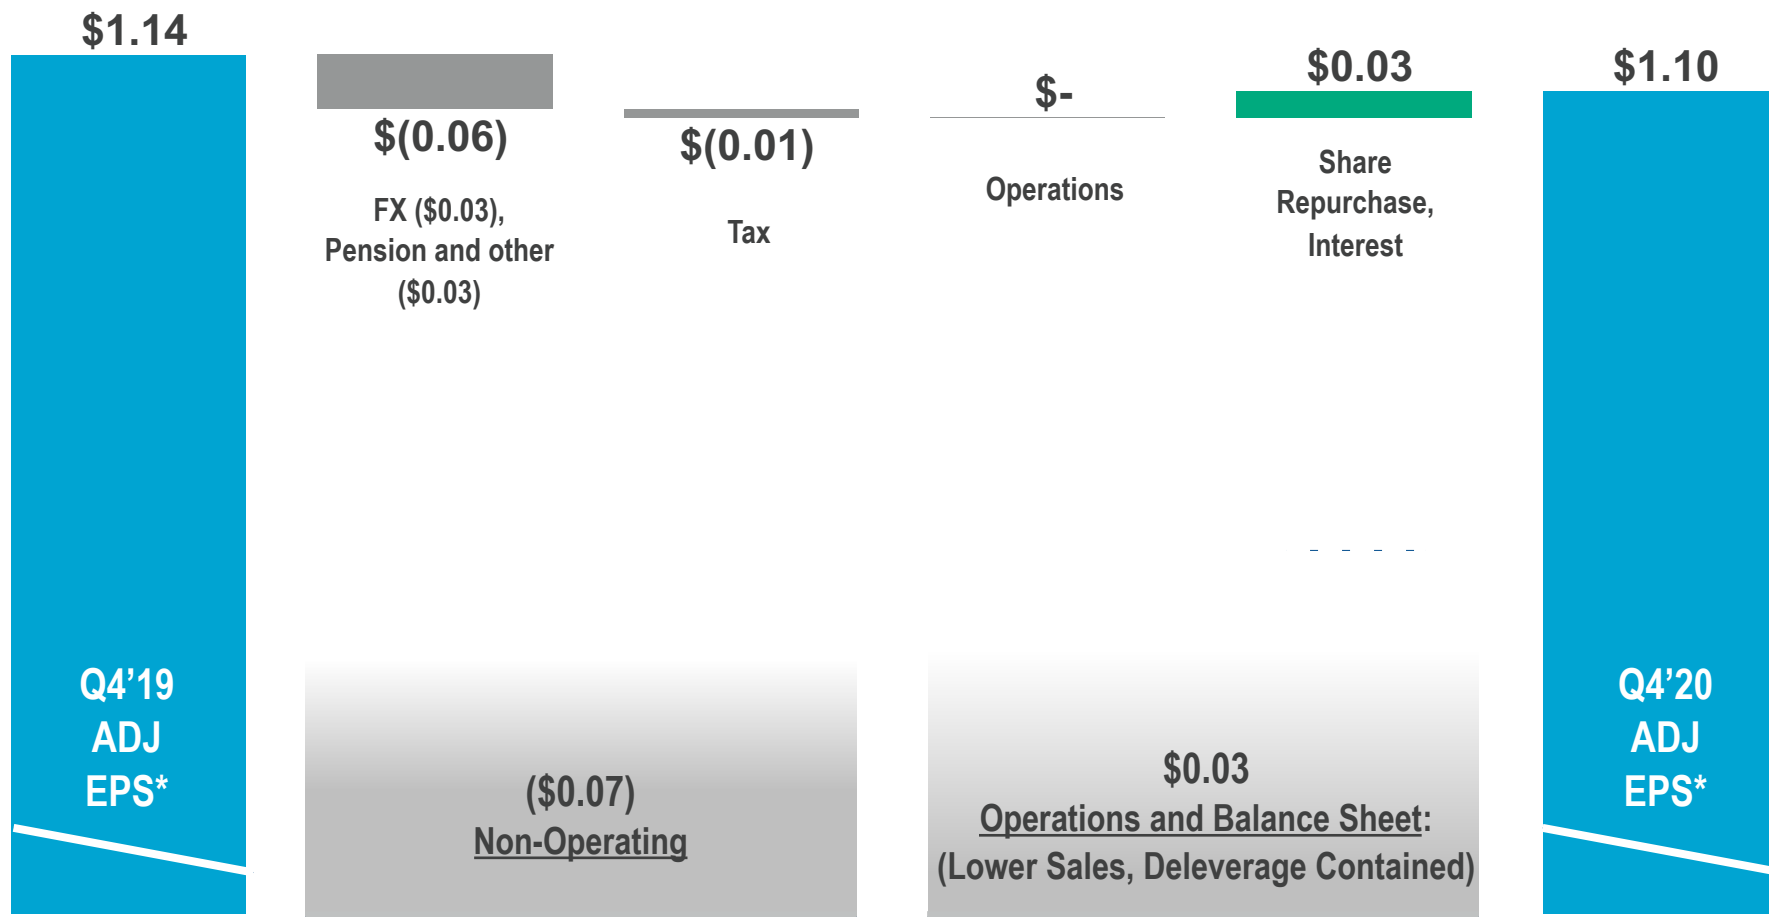 $1.14
$(0.06)
FX ($0.03),
Pension and other
($0.03)
$(0.01)
Tax
$-
Operations
$0.03
Share
Repurchase,
Interest
$1.10
Q4’19
ADJ
EPS*
($0.07)
Non-Operating
$0.03
Operations and Balance Sheet:
(Lower Sales, Deleverage Contained)
Q4’20
ADJ
EPS*